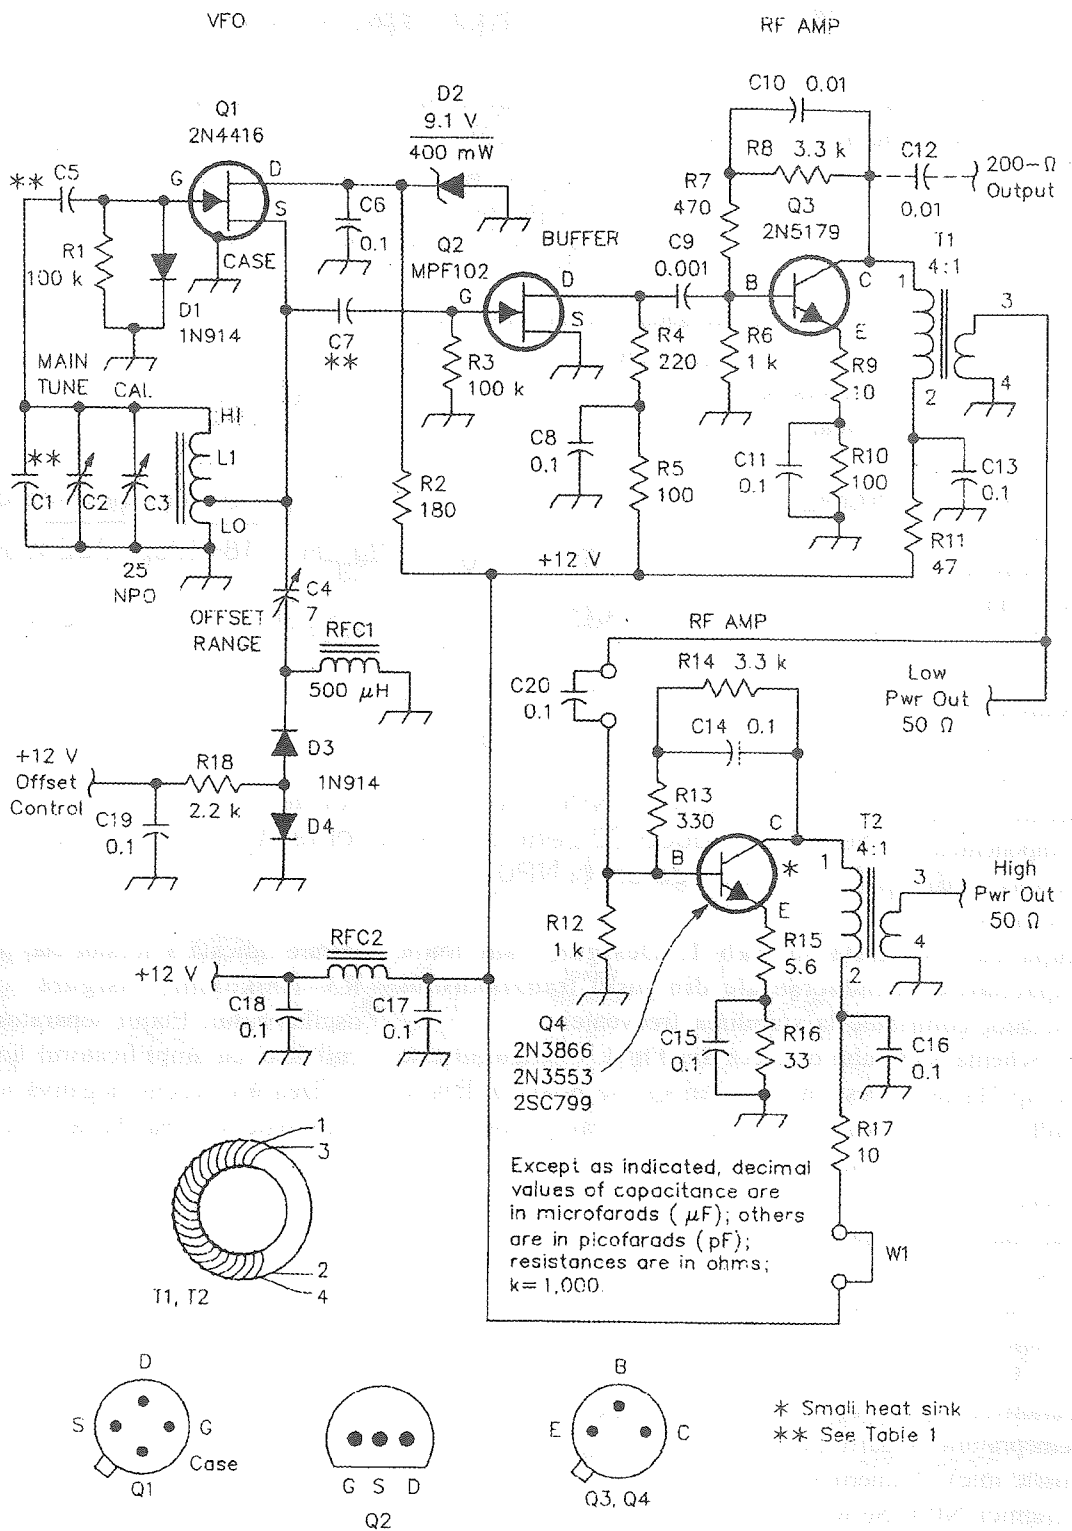 VFO
RF AMP
C10 0.01
D2
9.1 V
400 mW
Q1
2N4416
R8 3.3 k
C12
0.01
200-Ω
Output
** C5
G
D
S
C6
0.1
R7
470
Q3
2N5179
R1
100 k
CASE
D1
1N914
Q2
MPF102
BUFFER
C9
0.001
T1
4:1
B
C
E
1
2
3
4
G
D
S
C7
**
R3
100 k
R4
220
R6
1 k
R9
10
MAIN
TUNE
CAL.
HI
L1
LO
**
C1
C2
C3
25
NPO
C8
0.1
R5
100
C11
0.1
R10
100
C13
0.1
R2
180
R11
47
+12 V
C4
7
OFFSET
RANGE
RFC1
500 μH
RF AMP
R14 3.3 k
C20
0.1
C14 0.1
Low
Pwr Out
50 Ω
+12 V
Offset
Control
R18
2.2 k
D3
1N914
D4
C19
0.1
R13
330
B
C
E
*
T2
4:1
1
2
3
4
High
Pwr Out
50 Ω
R12
1 k
R15
5.6
+12 V
RFC2
C18
0.1
C17
0.1
Q4
2N3866
2N3553
2SC799
C15
0.1
R16
33
C16
0.1
R17
10
W1
1
3
2
4
T1, T2
Except as indicated, decimal
values of capacitance are
in microfarads ( μF); others
are in picofarads (pF);
resistances are in ohms;
k=1,000.
D
S
G
Case
Q1
G S D
Q2
B
E
C
Q3, Q4
* Small heat sink
** See Table 1